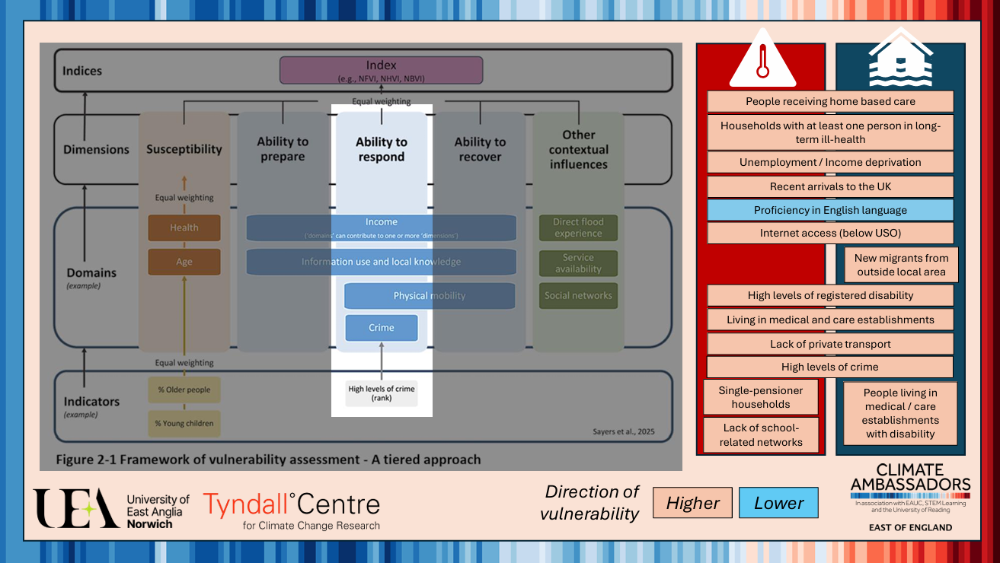 Indices
Index
(e.g., NFVI, NHVI, NBVI)
Equal weighting
Dimensions
Susceptibility
Ability to
prepare
Ability to
respond
Ability to
recover
Other
contextual
influences
Equal weighting
Domains
(example)
Health
Age
Income
('domains' can contribute to one or more 'dimensions')
Information use and local knowledge
Physical mobility
Crime
Direct flood
experience
Service
availability
Social networks
Equal weighting
Indicators
(example)
% Older people
% Young children
High levels of crime
(rank)
Sayers et al., 2025
Figure 2-1 Framework of vulnerability assessment - A tiered approach
People receiving home based care
Households with at least one person in long-
term ill-health
Unemployment / Income deprivation
Recent arrivals to the UK
Proficiency in English language
Internet access (below USO)
New migrants from
outside local area
High levels of registered disability
Living in medical and care establishments
Lack of private transport
High levels of crime
Single-pensioner
households
Lack of school-
related networks
People living in
medical / care
establishments
with disability
UEA
University of
East Anglia
Norwich
Tyndall°Centre
for Climate Change Research
Direction of
vulnerability
Higher
Lower
CLIMATE
AMBASSADORS
In association with EAUC, STEM Learning
and the University of Reading
EAST OF ENGLAND